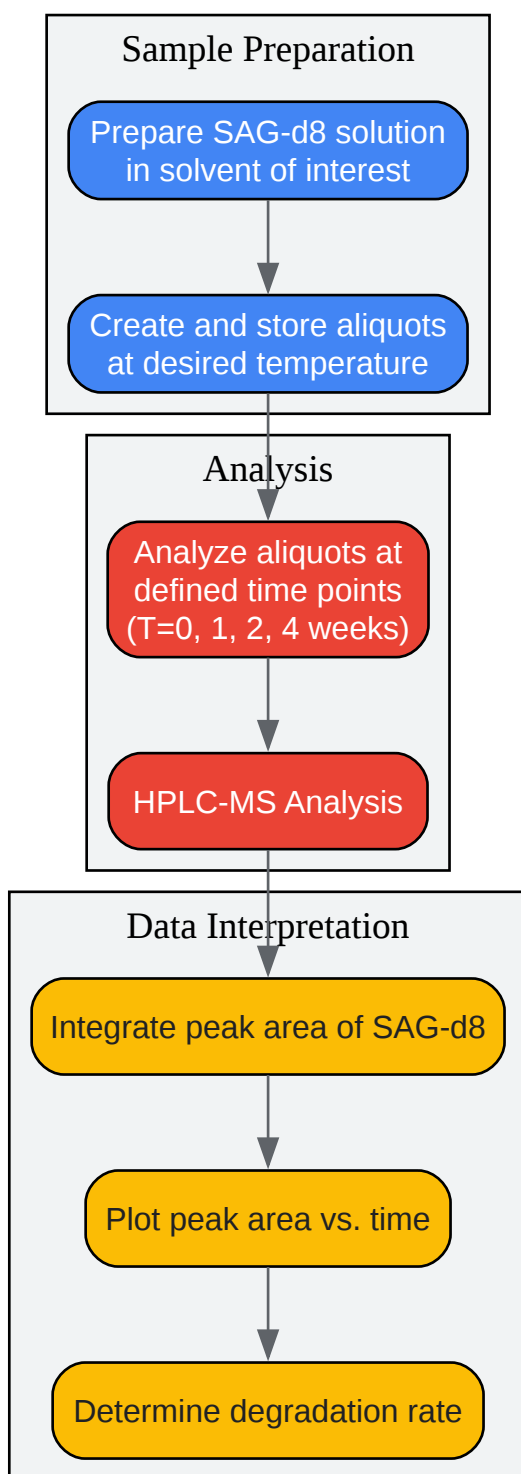 Sample Preparation
Prepare SAG-d8 solution
in solvent of interest
Create and store aliquots
at desired temperature
Analysis
Analyze aliquots at
defined time points
(T=0, 1, 2, 4 weeks)
HPLC-MS Analysis
Data Interpretation
Integrate peak area of SAG-d8
Plot peak area vs. time
Determine degradation rate